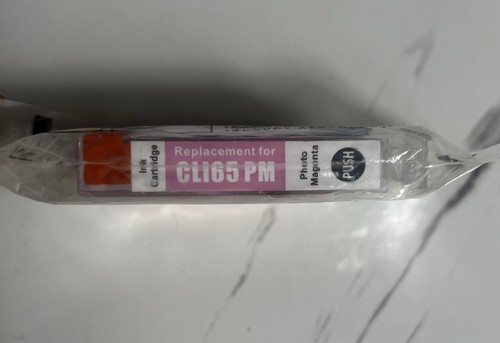 Ink
Cartridge
Replacement for
CLI65 PM
Photo
Magenta
PUSH